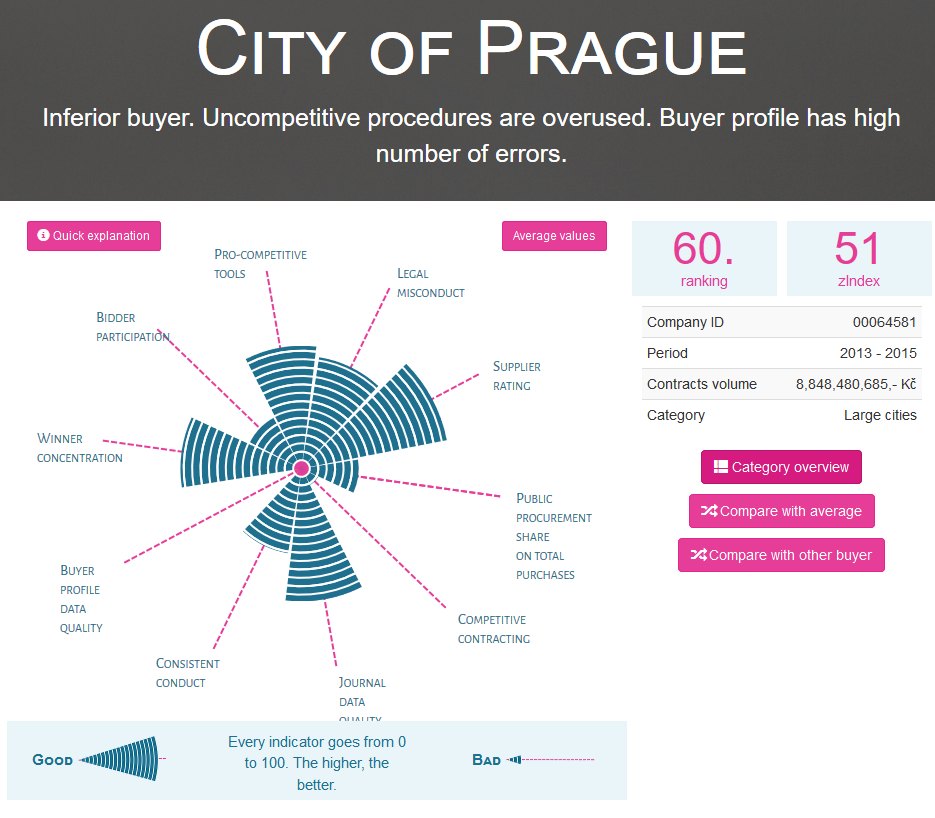 City of Prague
Inferior buyer. Uncompetitive procedures are overused. Buyer profile has high
number of errors.
Quick explanation
Average values
60.
ranking
51
zIndex
Company ID 00064581
Period 2013 - 2015
Contracts volume 8,848,480,685,- Kč
Category Large cities
Category overview
Compare with average
Compare with other buyer
Pro-competitive
tools
Legal
misconduct
Bidder
participation
Supplier
rating
Winner
concentration
Public
procurement
share
on total
purchases
Buyer
profile
data
quality
Competitive
contracting
Consistent
conduct
Journal
data
quality
Good
Every indicator goes from 0
to 100. The higher, the
better.
Bad